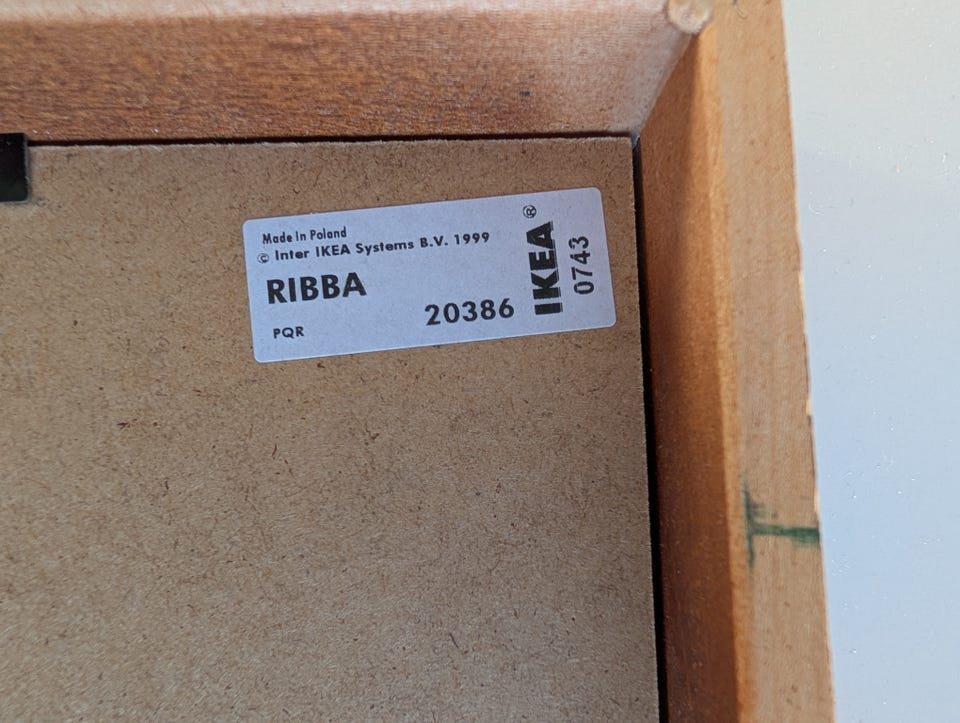 Made in Poland
© Inter IKEA Systems B.V. 1999
RIBBA
20386
PQR
IKEA®
0743